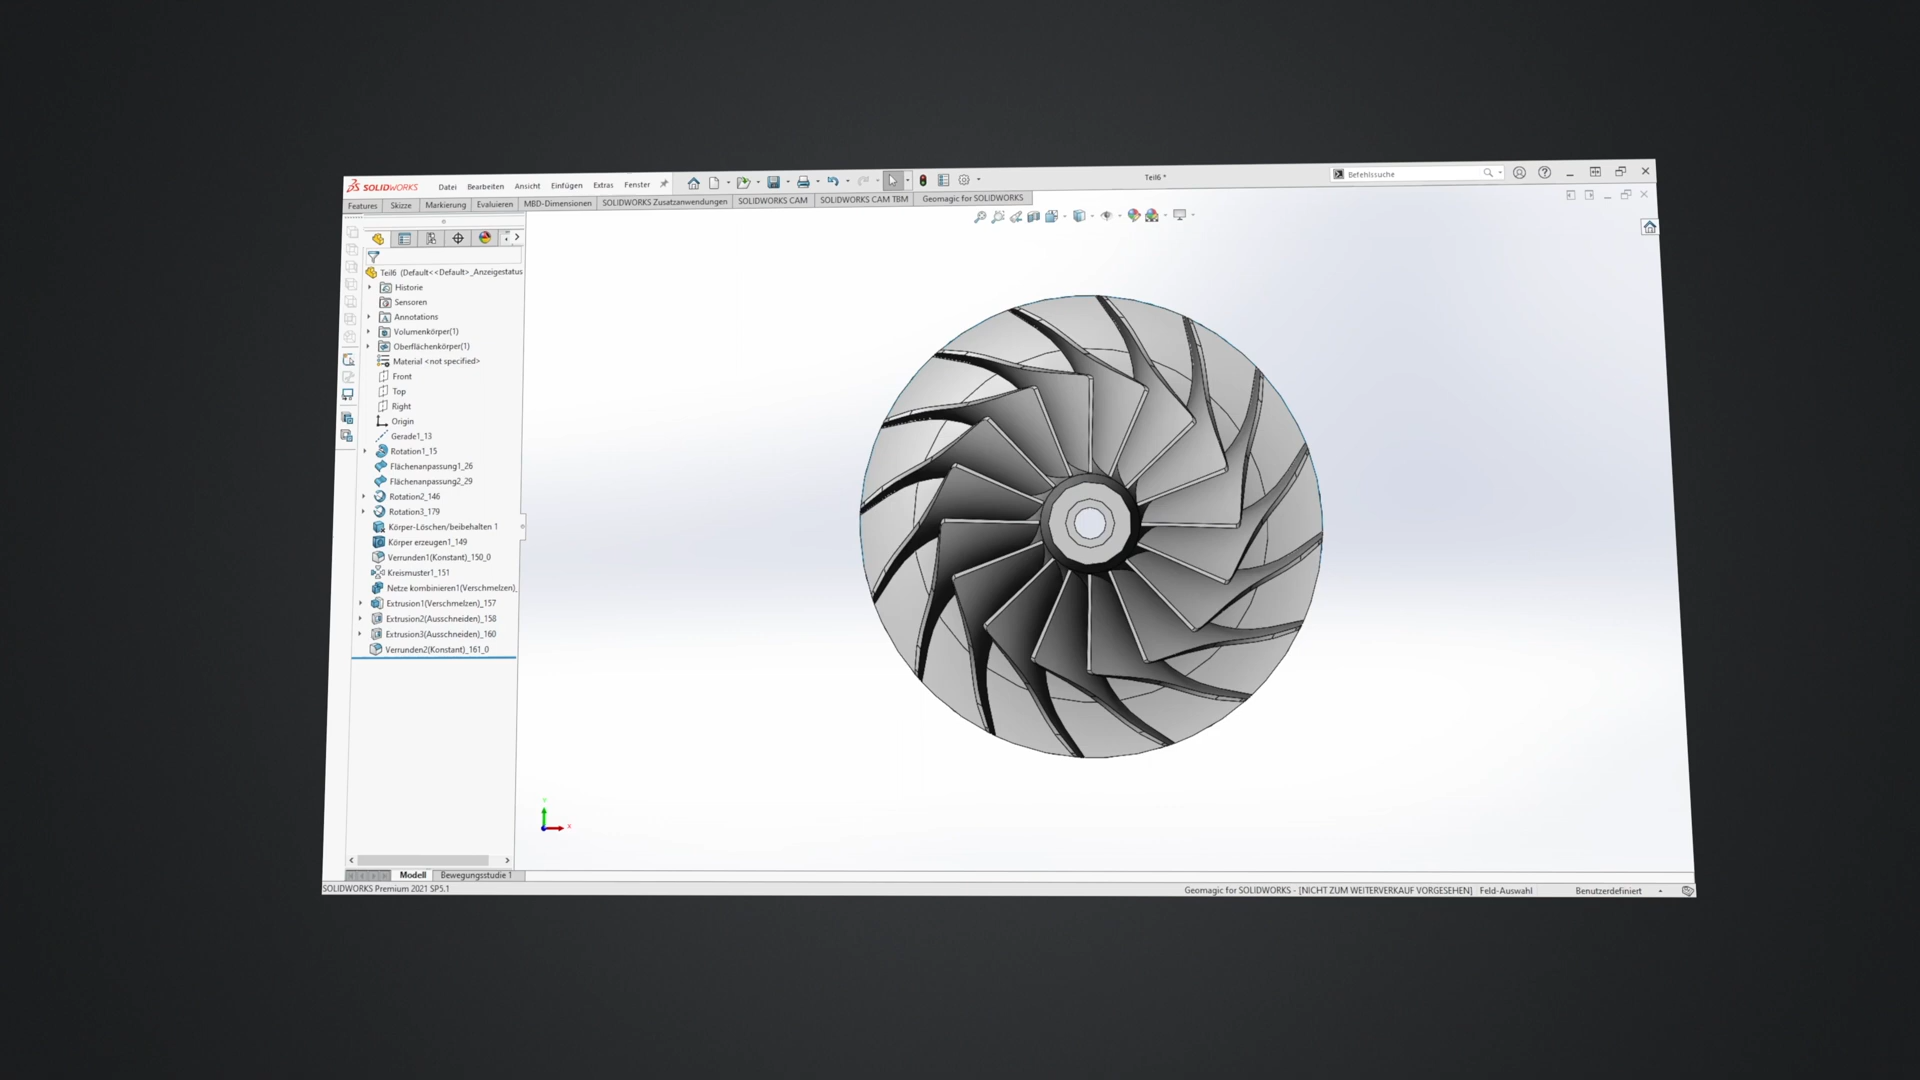 SOLIDWORKS Datei Bearbeiten Ansicht Einfügen Extras Fenster Teil6 * Befehlssuche
Features Skizze Markierung Evaluieren MBD-Dimensionen SOLIDWORKS Zusatzanwendungen SOLIDWORKS CAM SOLIDWORKS CAM TBM Geomagic for SOLIDWORKS
Teil6 (Default<<Default>_Anzeigestatus
Historie
Sensoren
Annotations
Volumenkörper(1)
Oberflächenkörper(1)
Material <not specified>
Front
Top
Right
Origin
Gerade1_13
Rotation1_15
Flächenanpassung1_26
Flächenanpassung2_29
Rotation2_146
Rotation3_179
Körper-Löschen/beibehalten 1
Körper erzeugen1_149
Verrunden1(Konstant)_150_0
Kreismuster1_151
Netze kombinieren1(Verschmelzen)_
Extrusion1(Verschmelzen)_157
Extrusion2(Ausschneiden)_158
Extrusion3(Ausschneiden)_160
Verrunden2(Konstant)_161_0
Y
X
Modell Bewegungsstudie 1
SOLIDWORKS Premium 2021 SP5.1 Geomagic for SOLIDWORKS - [NICHT ZUM WEITERVERKAUF VORGESEHEN] Feld-Auswahl Benutzerdefiniert